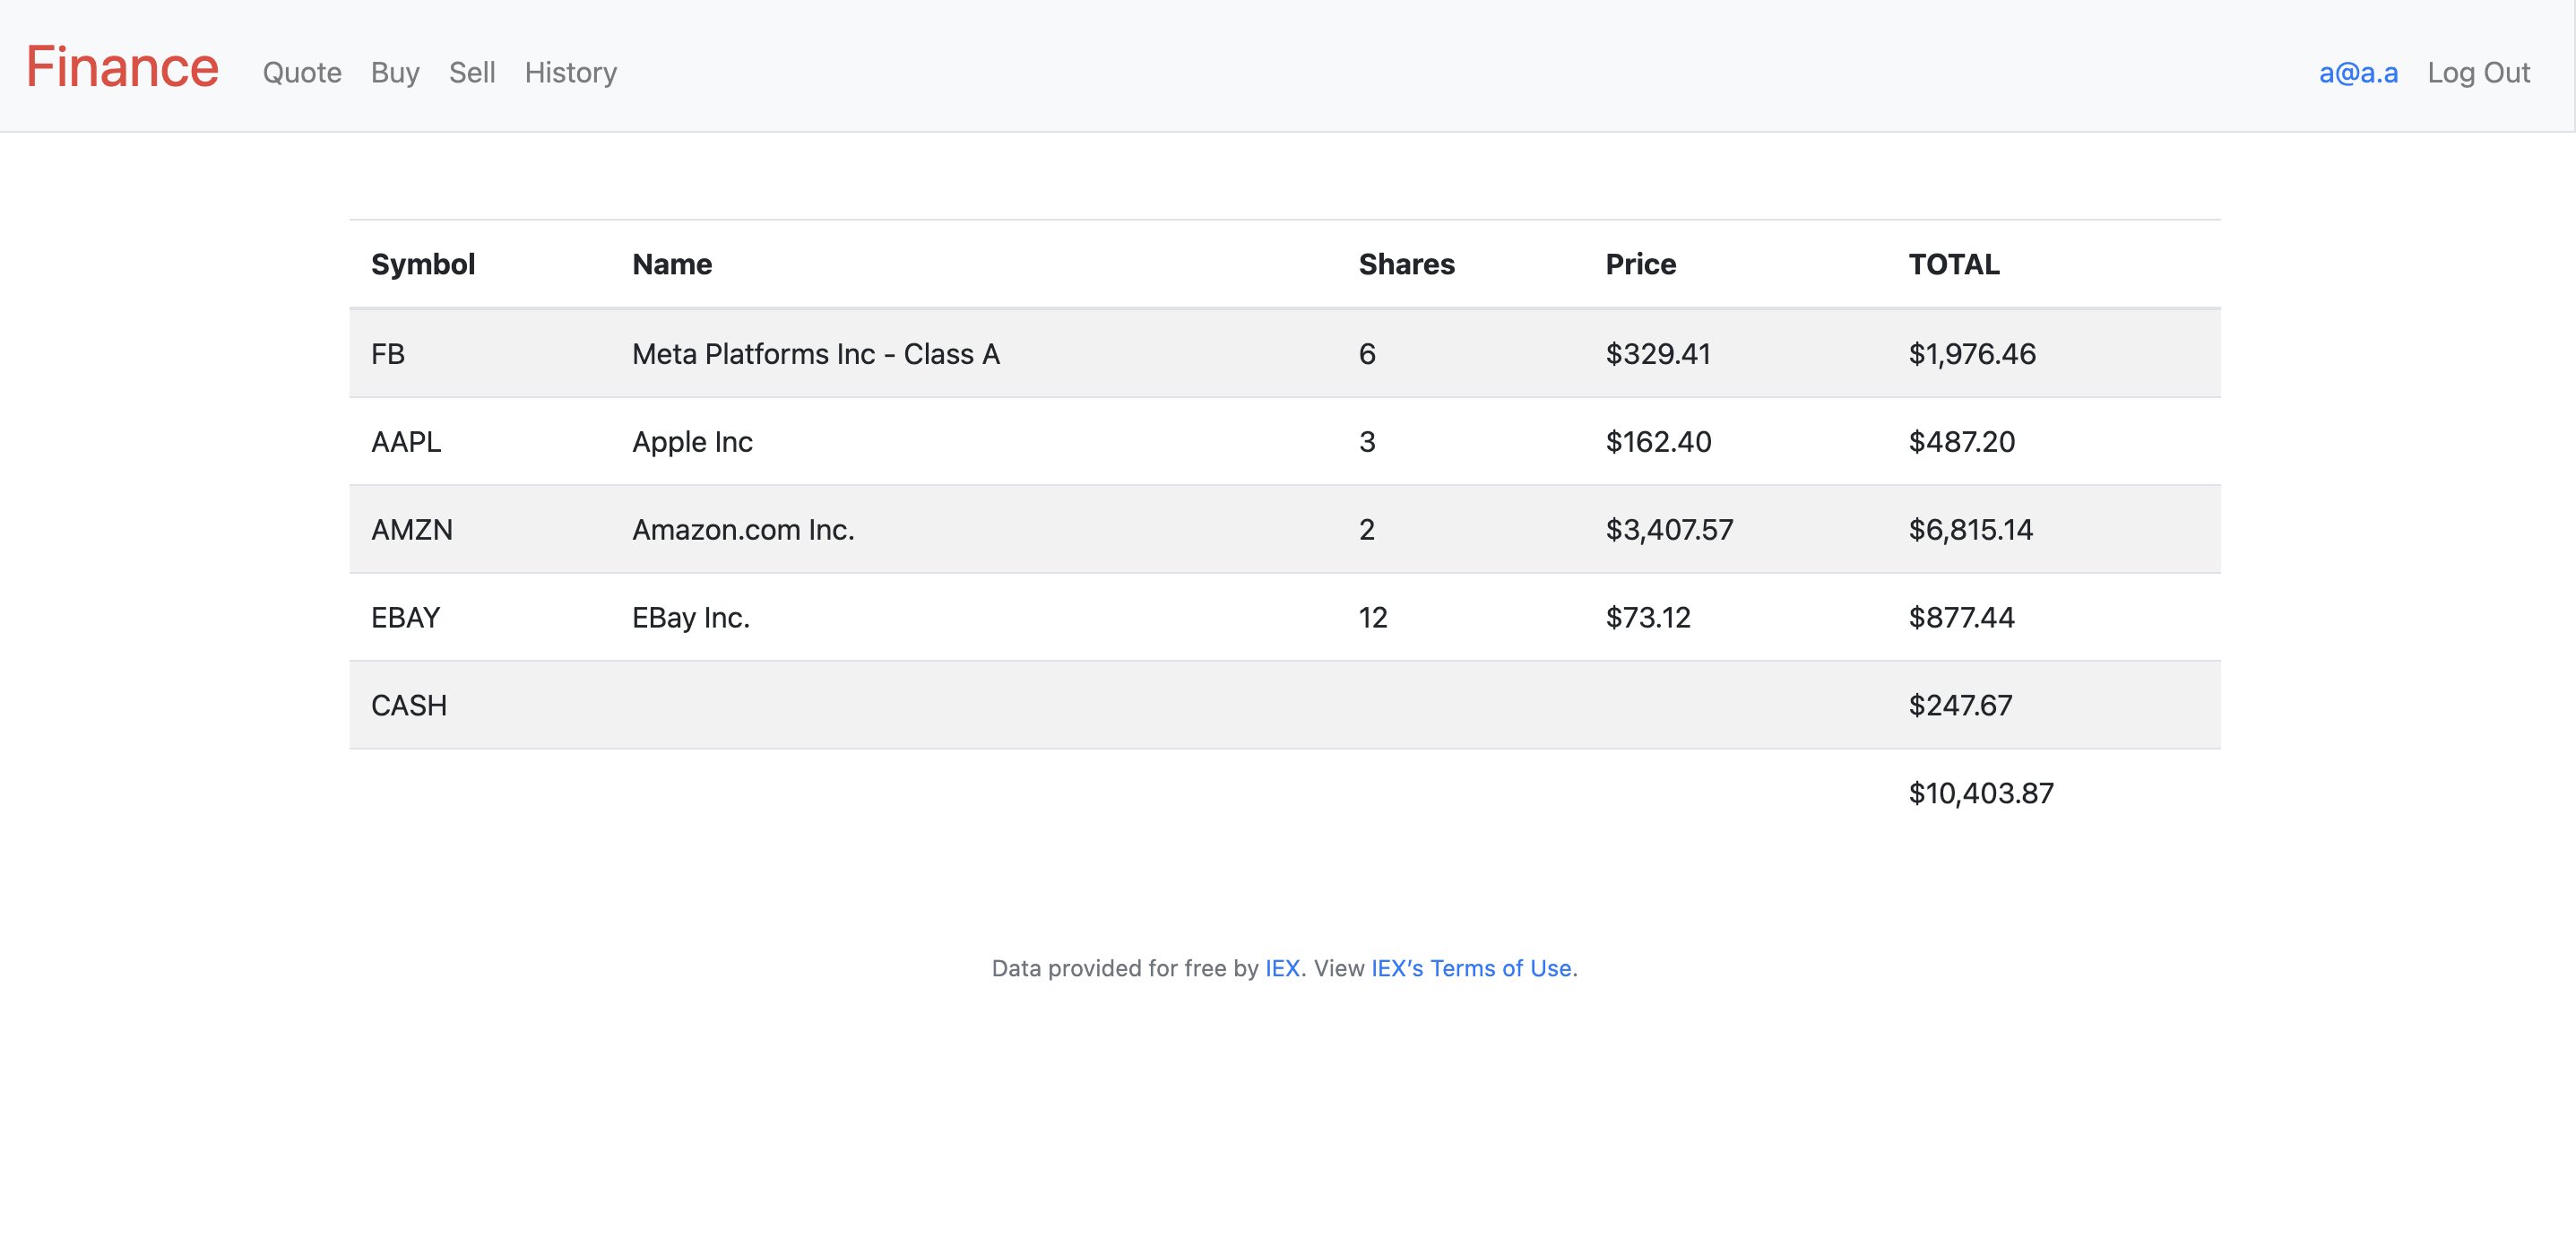 Finance Quote Buy Sell History a@a.a Log Out
Symbol Name Shares Price TOTAL
FB Meta Platforms Inc - Class A 6 $329.41 $1,976.46
AAPL Apple Inc 3 $162.40 $487.20
AMZN Amazon.com Inc. 2 $3,407.57 $6,815.14
EBAY EBay Inc. 12 $73.12 $877.44
CASH $247.67
$10,403.87
Data provided for free by IEX. View IEX’s Terms of Use.